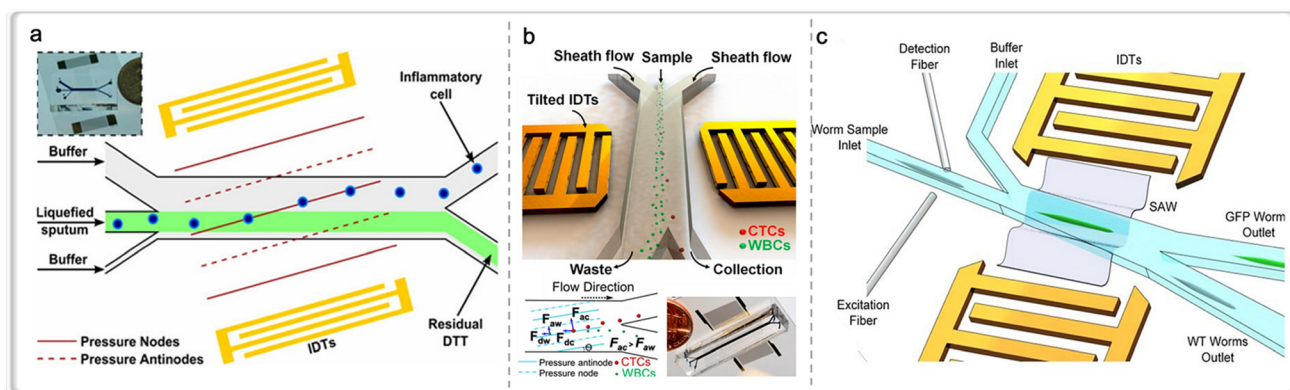 a
Buffer
Liquefied
sputum
Buffer
Inflammatory
cell
Residual
DTT
IDTs
Pressure Nodes
Pressure Antinodes
b
Sheath flow
Sample
Sheath flow
Tilted IDTs
CTCs
WBCs
Waste
Collection
Flow Direction
Fac
Faw
Fdw
Fdc
Fac>Faw
Θ
Pressure antinode
Pressure node
CTCs
WBCs
c
Detection
Fiber
Buffer
Inlet
IDTs
Worm Sample
Inlet
SAW
GFP Worm
Outlet
Excitation
Fiber
WT Worms
Outlet